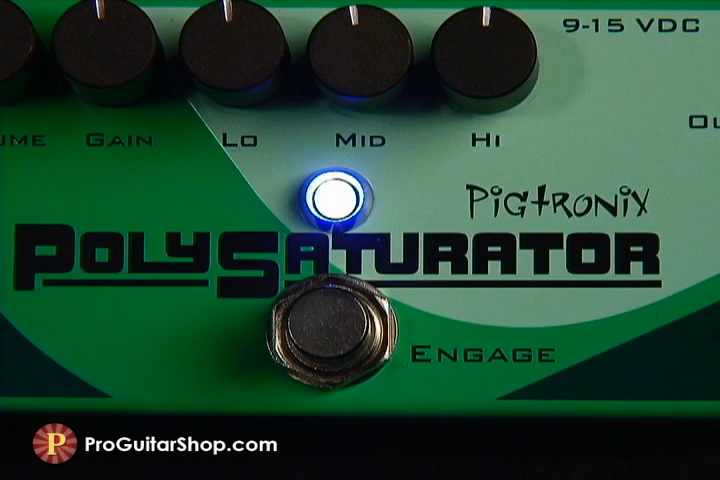 9-15 VDC
Gain Lo Mid Hi
Pigtronix
PolySaturator
Engage
P ProGuitarShop.com